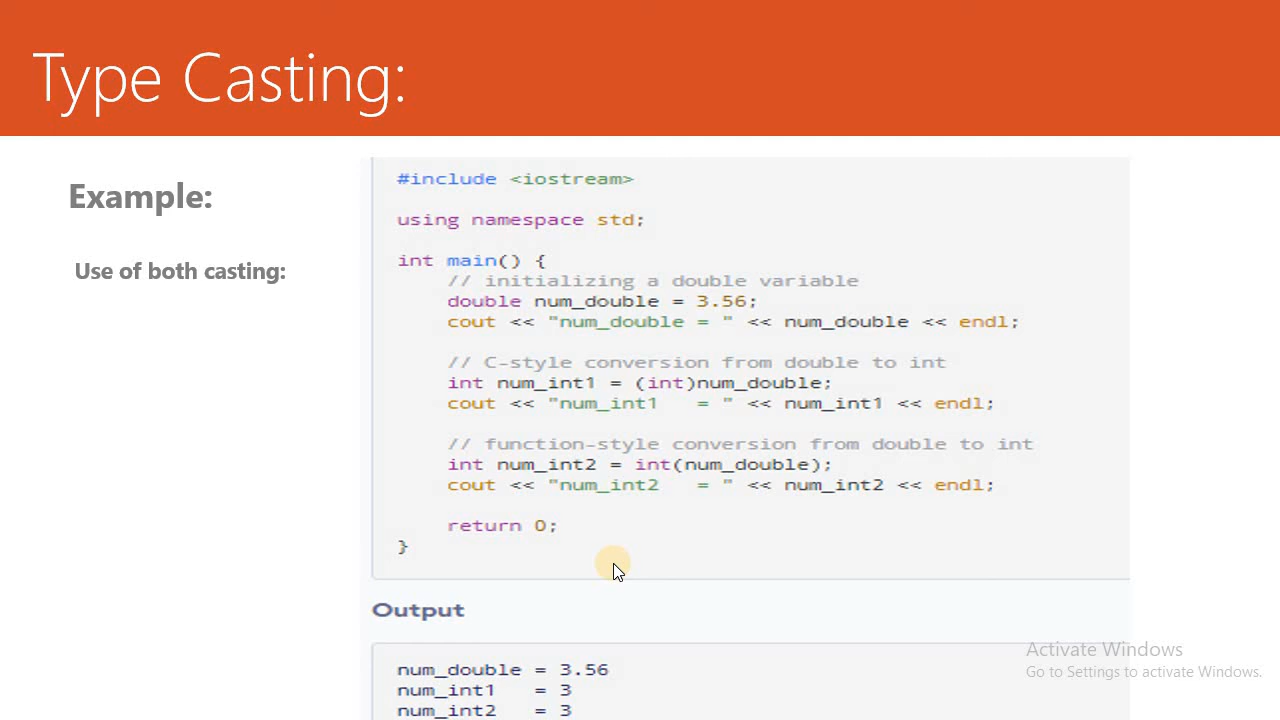 Type Casting:
Example:
Use of both casting:
#include <iostream>
using namespace std;
int main() {
    // initializing a double variable
    double num_double = 3.56;
    cout << "num_double = " << num_double << endl;
    // C-style conversion from double to int
    int num_int1 = (int)num_double;
    cout << "num_int1   = " << num_int1 << endl;
    // function-style conversion from double to int
    int num_int2 = int(num_double);
    cout << "num_int2   = " << num_int2 << endl;
    return 0;
}
Output
num_double = 3.56
num_int1   = 3
num_int2   = 3
Activate Windows
Go to Settings to activate Windows.